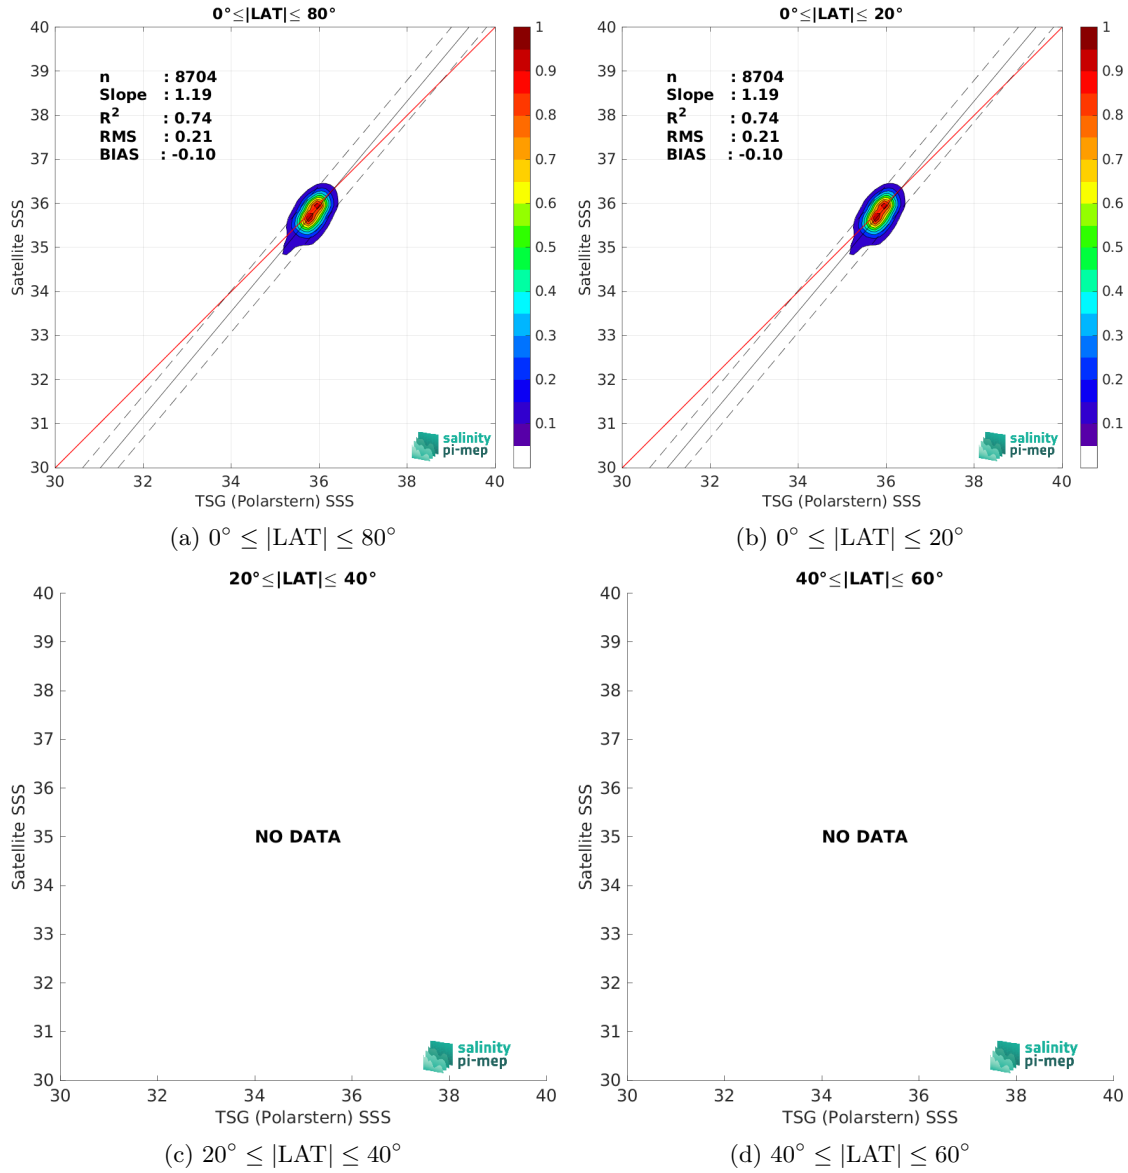 0°≤|LAT|≤ 80°
40
39
38
37
36
35
34
33
32
31
30
Satellite SSS
n : 8704
Slope : 1.19
R² : 0.74
RMS : 0.21
BIAS : -0.10
1
0.9
0.8
0.7
0.6
0.5
0.4
0.3
0.2
0.1
salinity
pi-mep
30 32 34 36 38 40
TSG (Polarstern) SSS
(a) 0° ≤ |LAT| ≤ 80°
0°≤|LAT|≤ 20°
40
39
38
37
36
35
34
33
32
31
30
Satellite SSS
n : 8704
Slope : 1.19
R² : 0.74
RMS : 0.21
BIAS : -0.10
1
0.9
0.8
0.7
0.6
0.5
0.4
0.3
0.2
0.1
salinity
pi-mep
30 32 34 36 38 40
TSG (Polarstern) SSS
(b) 0° ≤ |LAT| ≤ 20°
20°≤|LAT|≤ 40°
40
39
38
37
36
35
34
33
32
31
30
Satellite SSS
NO DATA
salinity
pi-mep
30 32 34 36 38 40
TSG (Polarstern) SSS
(c) 20° ≤ |LAT| ≤ 40°
40°≤|LAT|≤ 60°
40
39
38
37
36
35
34
33
32
31
30
Satellite SSS
NO DATA
salinity
pi-mep
30 32 34 36 38 40
TSG (Polarstern) SSS
(d) 40° ≤ |LAT| ≤ 60°